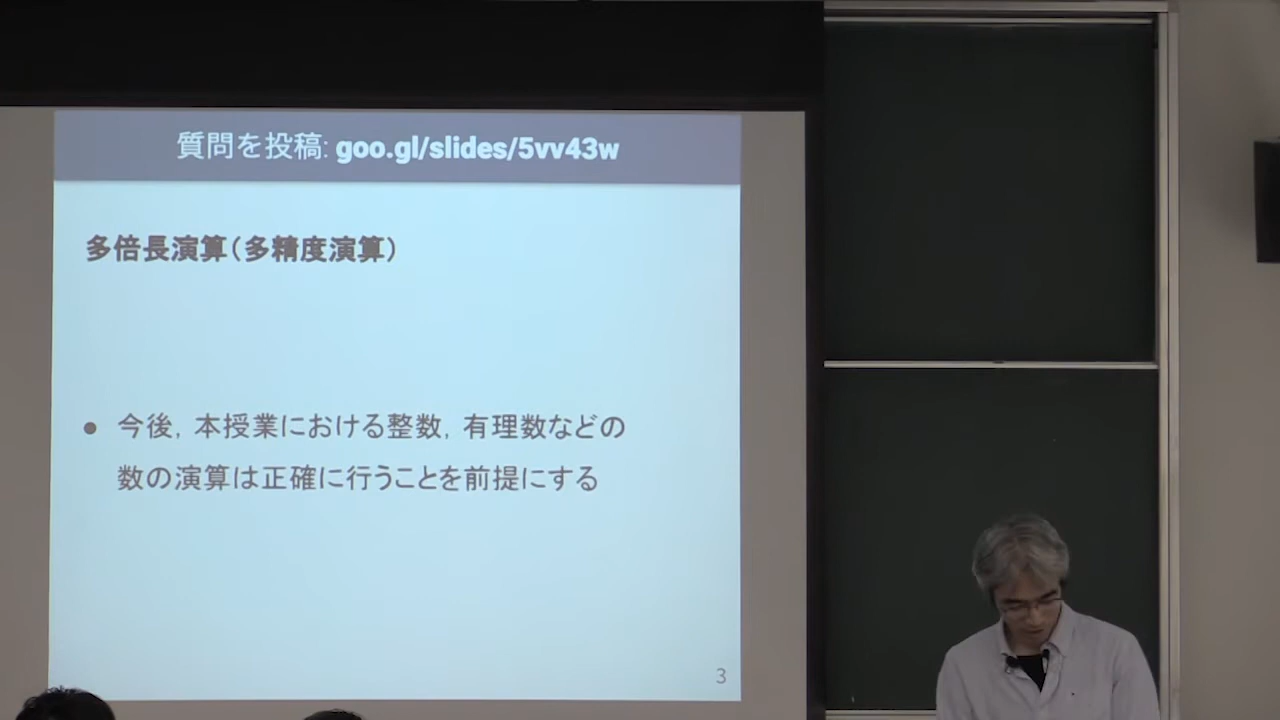 質問を投稿: goo.gl/slides/5vv43w
多倍長演算（多精度演算）
● 今後, 本授業における整数, 有理数などの
数の演算は正確に行うことを前提にする
3